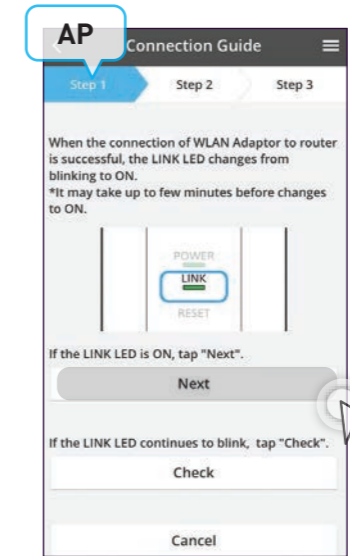 AP
Connection Guide
Step 1 Step 2 Step 3
When the connection of WLAN Adaptor to router
is successful, the LINK LED changes from
blinking to ON.
*It may take up to few minutes before changes
to ON.
POWER
LINK
RESET
If the LINK LED is ON, tap "Next".
Next
If the LINK LED continues to blink, tap "Check".
Check
Cancel